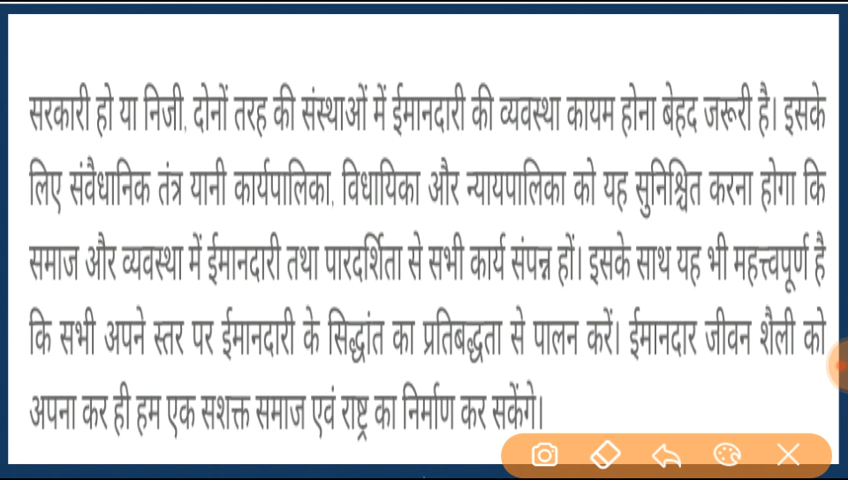 सरकारी हो या निजी, दोनों तरह की संस्थाओं में ईमानदारी की व्यवस्था कायम होना बेहद जरूरी है। इसके
लिए संवैधानिक तंत्र यानी कार्यपालिका, विधायिका और न्यायपालिका को यह सुनिश्चित करना होगा कि
समाज और व्यवस्था में ईमानदारी तथा पारदर्शिता से सभी कार्य संपन्न हों। इसके साथ यह भी महत्त्वपूर्ण है
कि सभी अपने स्तर पर ईमानदारी के सिद्धांत का प्रतिबद्धता से पालन करें। ईमानदार जीवन शैली को
अपना कर ही हम एक सशक्त समाज एवं राष्ट्र का निर्माण कर सकेंगे।